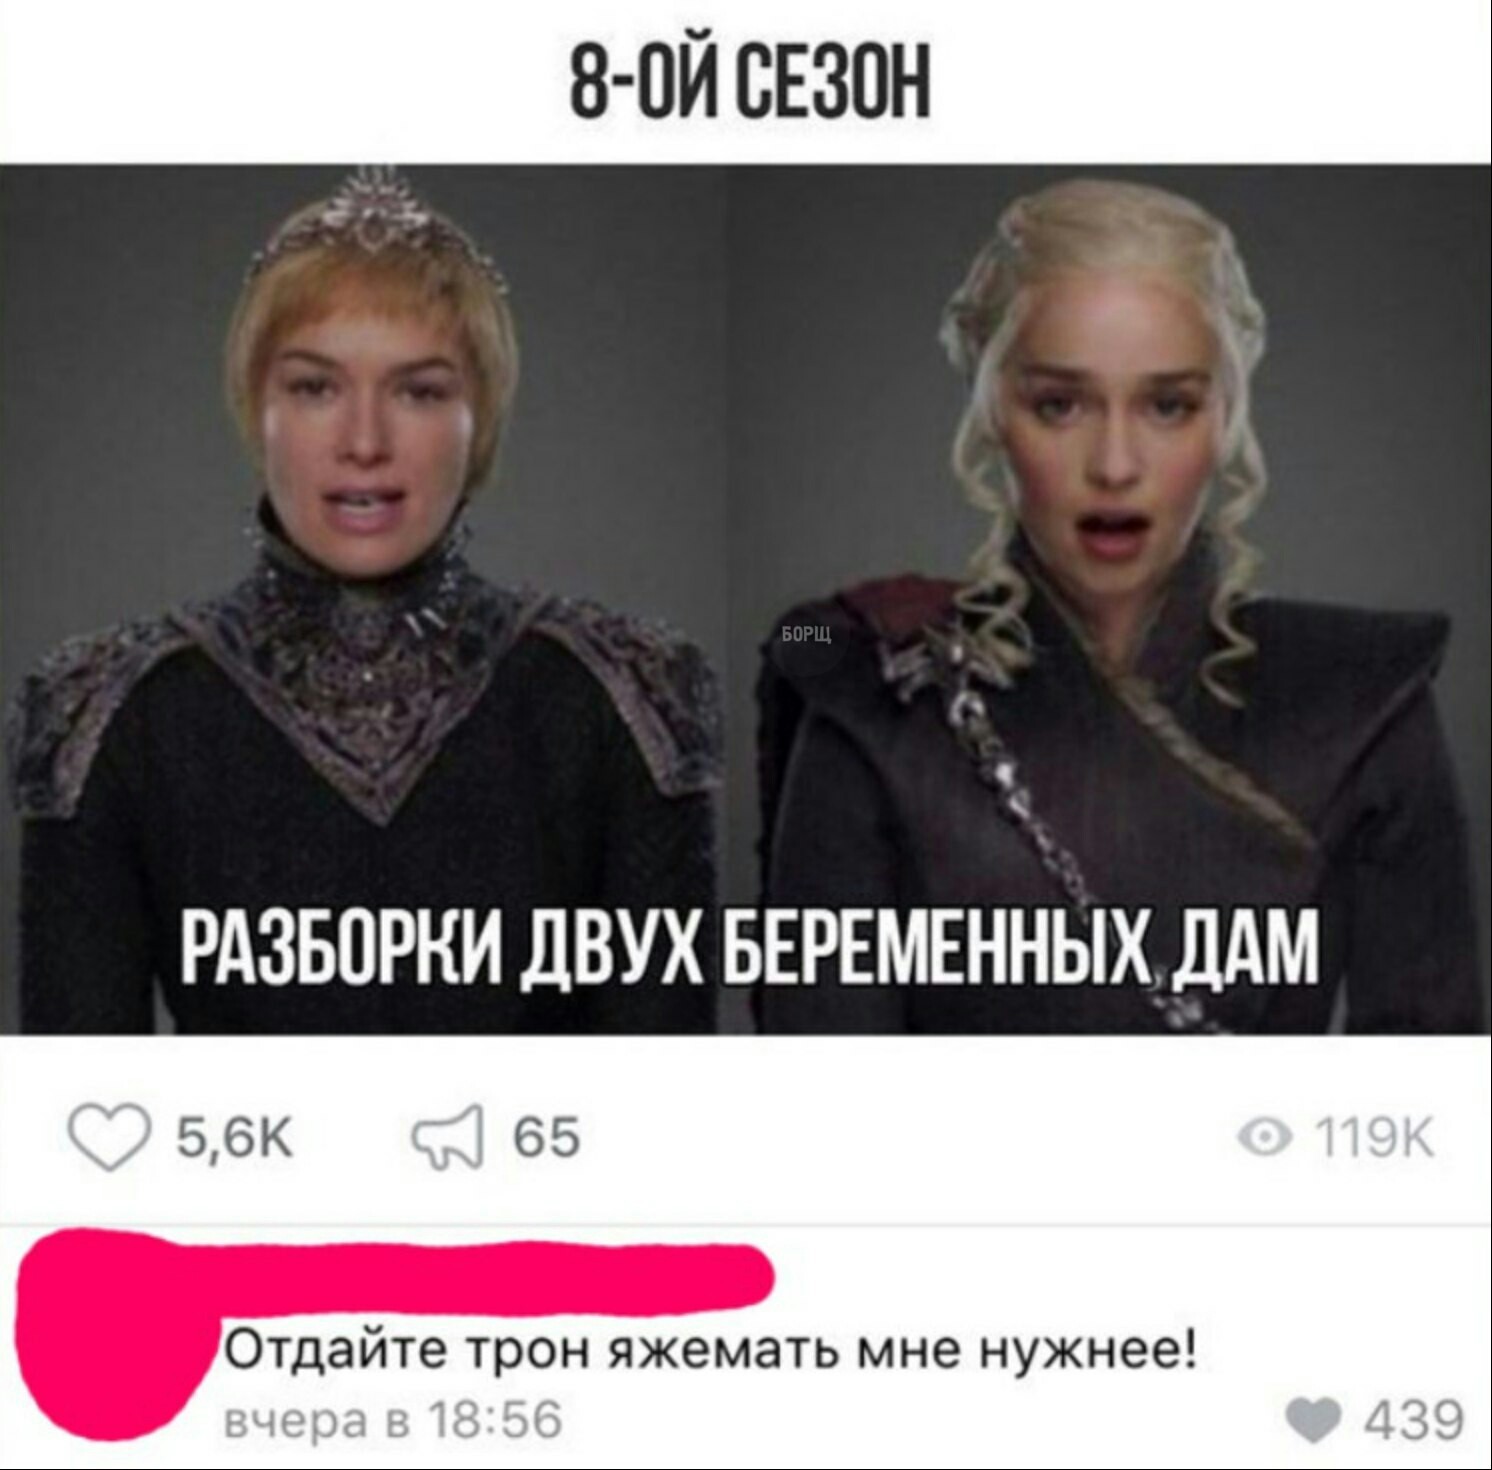 8-ОЙ СЕЗОН
БОРЩ
РАЗБОРКИ ДВУХ БЕРЕМЕННЫХ ДАМ
5,6K 65 119K
Отдайте трон яжемать мне нужнее!
вчера в 18:56 439